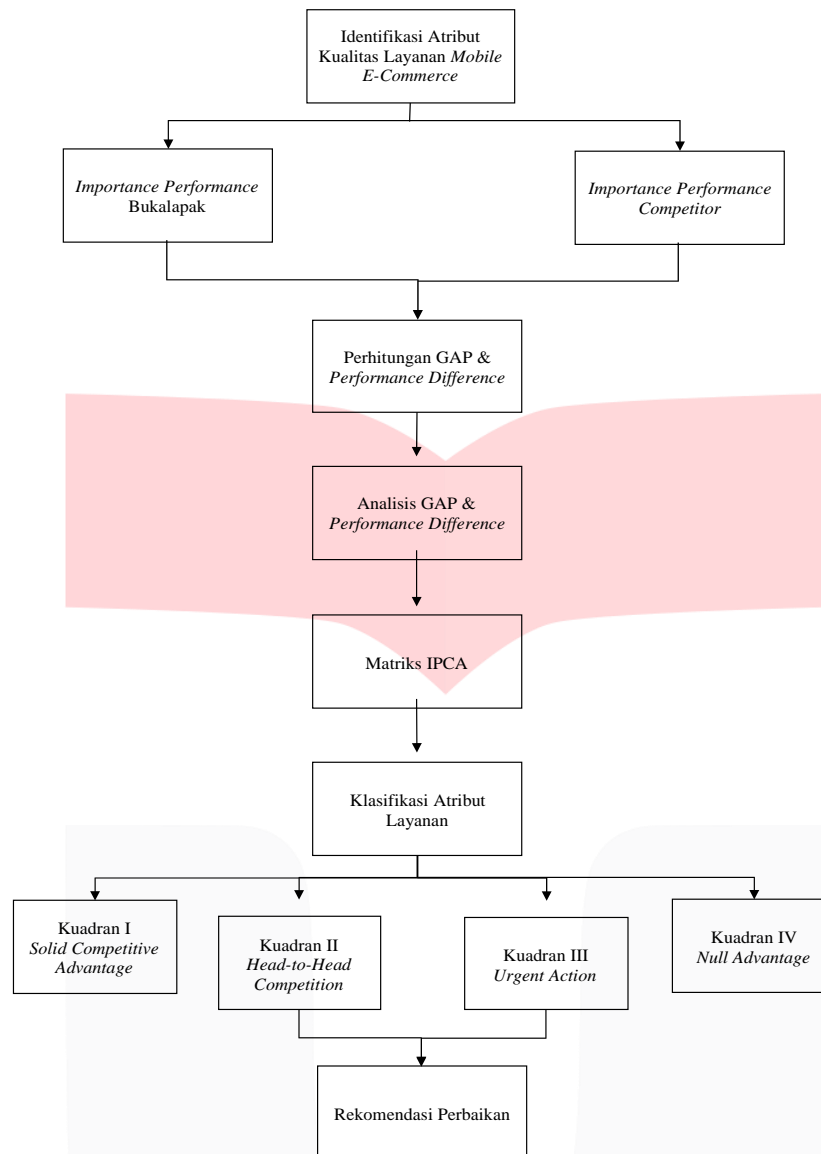 Identifikasi Atribut
Kualitas Layanan Mobile
E-Commerce
Importance Performance
Bukalapak
Importance Performance
Competitor
Perhitungan GAP &
Performance Difference
Analisis GAP &
Performance Difference
Matriks IPCA
Klasifikasi Atribut
Layanan
Kuadran I
Solid Competitive
Advantage
Kuadran II
Head-to-Head
Competition
Kuadran III
Urgent Action
Kuadran IV
Null Advantage
Rekomendasi Perbaikan